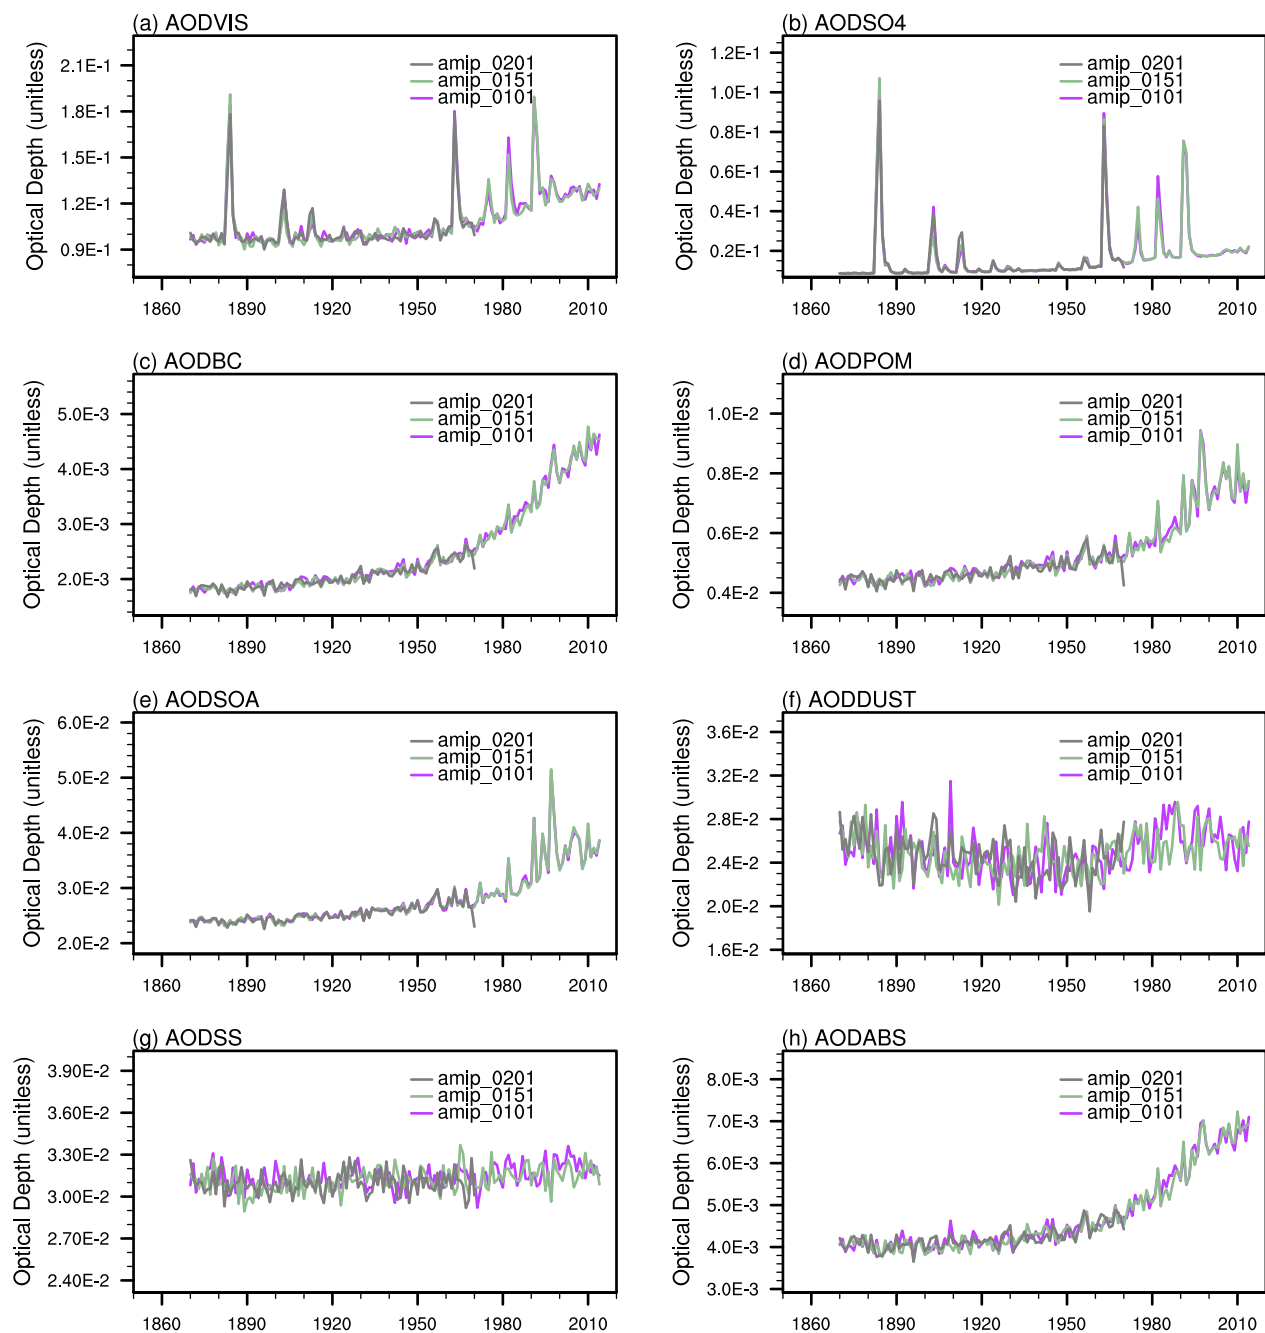 (a) AODVIS
Optical Depth (unitless)
2.1E-1
1.8E-1
1.5E-1
1.2E-1
0.9E-1
amip_0201
amip_0151
amip_0101
1860 1890 1920 1950 1980 2010
(b) AODSO4
Optical Depth (unitless)
1.2E-1
1.0E-1
0.8E-1
0.6E-1
0.4E-1
0.2E-1
amip_0201
amip_0151
amip_0101
1860 1890 1920 1950 1980 2010
(c) AODBC
Optical Depth (unitless)
5.0E-3
4.0E-3
3.0E-3
2.0E-3
amip_0201
amip_0151
amip_0101
1860 1890 1920 1950 1980 2010
(d) AODPOM
Optical Depth (unitless)
1.0E-2
0.8E-2
0.6E-2
0.4E-2
amip_0201
amip_0151
amip_0101
1860 1890 1920 1950 1980 2010
(e) AODSOA
Optical Depth (unitless)
6.0E-2
5.0E-2
4.0E-2
3.0E-2
2.0E-2
amip_0201
amip_0151
amip_0101
1860 1890 1920 1950 1980 2010
(f) AODDUST
Optical Depth (unitless)
3.6E-2
3.2E-2
2.8E-2
2.4E-2
2.0E-2
1.6E-2
amip_0201
amip_0151
amip_0101
1860 1890 1920 1950 1980 2010
(g) AODSS
Optical Depth (unitless)
3.90E-2
3.60E-2
3.30E-2
3.00E-2
2.70E-2
2.40E-2
amip_0201
amip_0151
amip_0101
1860 1890 1920 1950 1980 2010
(h) AODABS
Optical Depth (unitless)
8.0E-3
7.0E-3
6.0E-3
5.0E-3
4.0E-3
3.0E-3
amip_0201
amip_0151
amip_0101
1860 1890 1920 1950 1980 2010